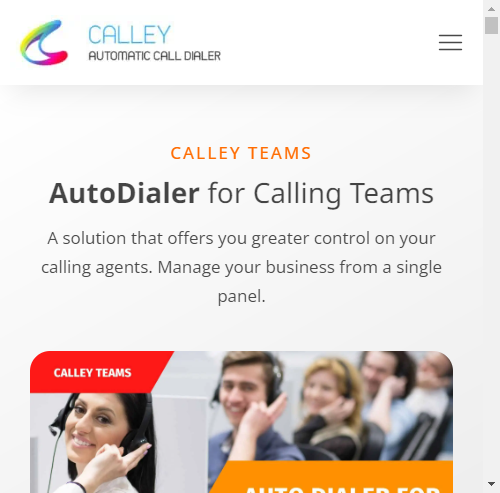 CALLEY
AUTOMATIC CALL DIALER
CALLEY TEAMS
AutoDialer for Calling Teams
A solution that offers you greater control on your
calling agents. Manage your business from a single
panel.
CALLEY TEAMS
AUTO DIALER FOR